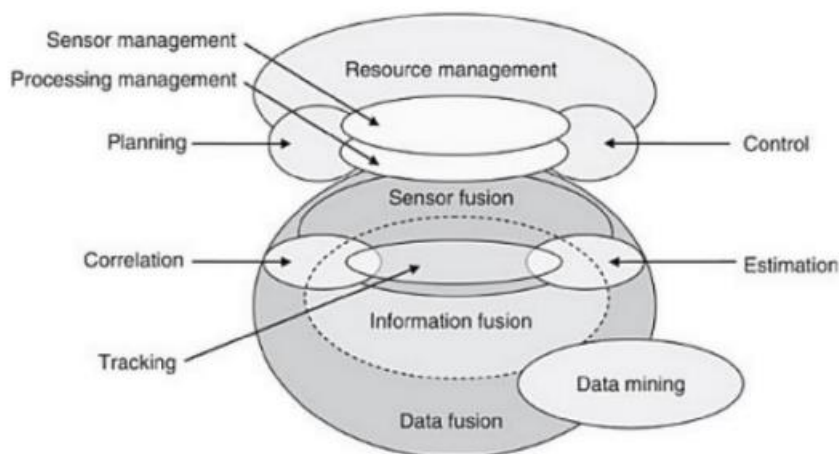 Sensor management
Resource management
Processing management
Planning
Control
Sensor fusion
Correlation
Estimation
Information fusion
Tracking
Data mining
Data fusion